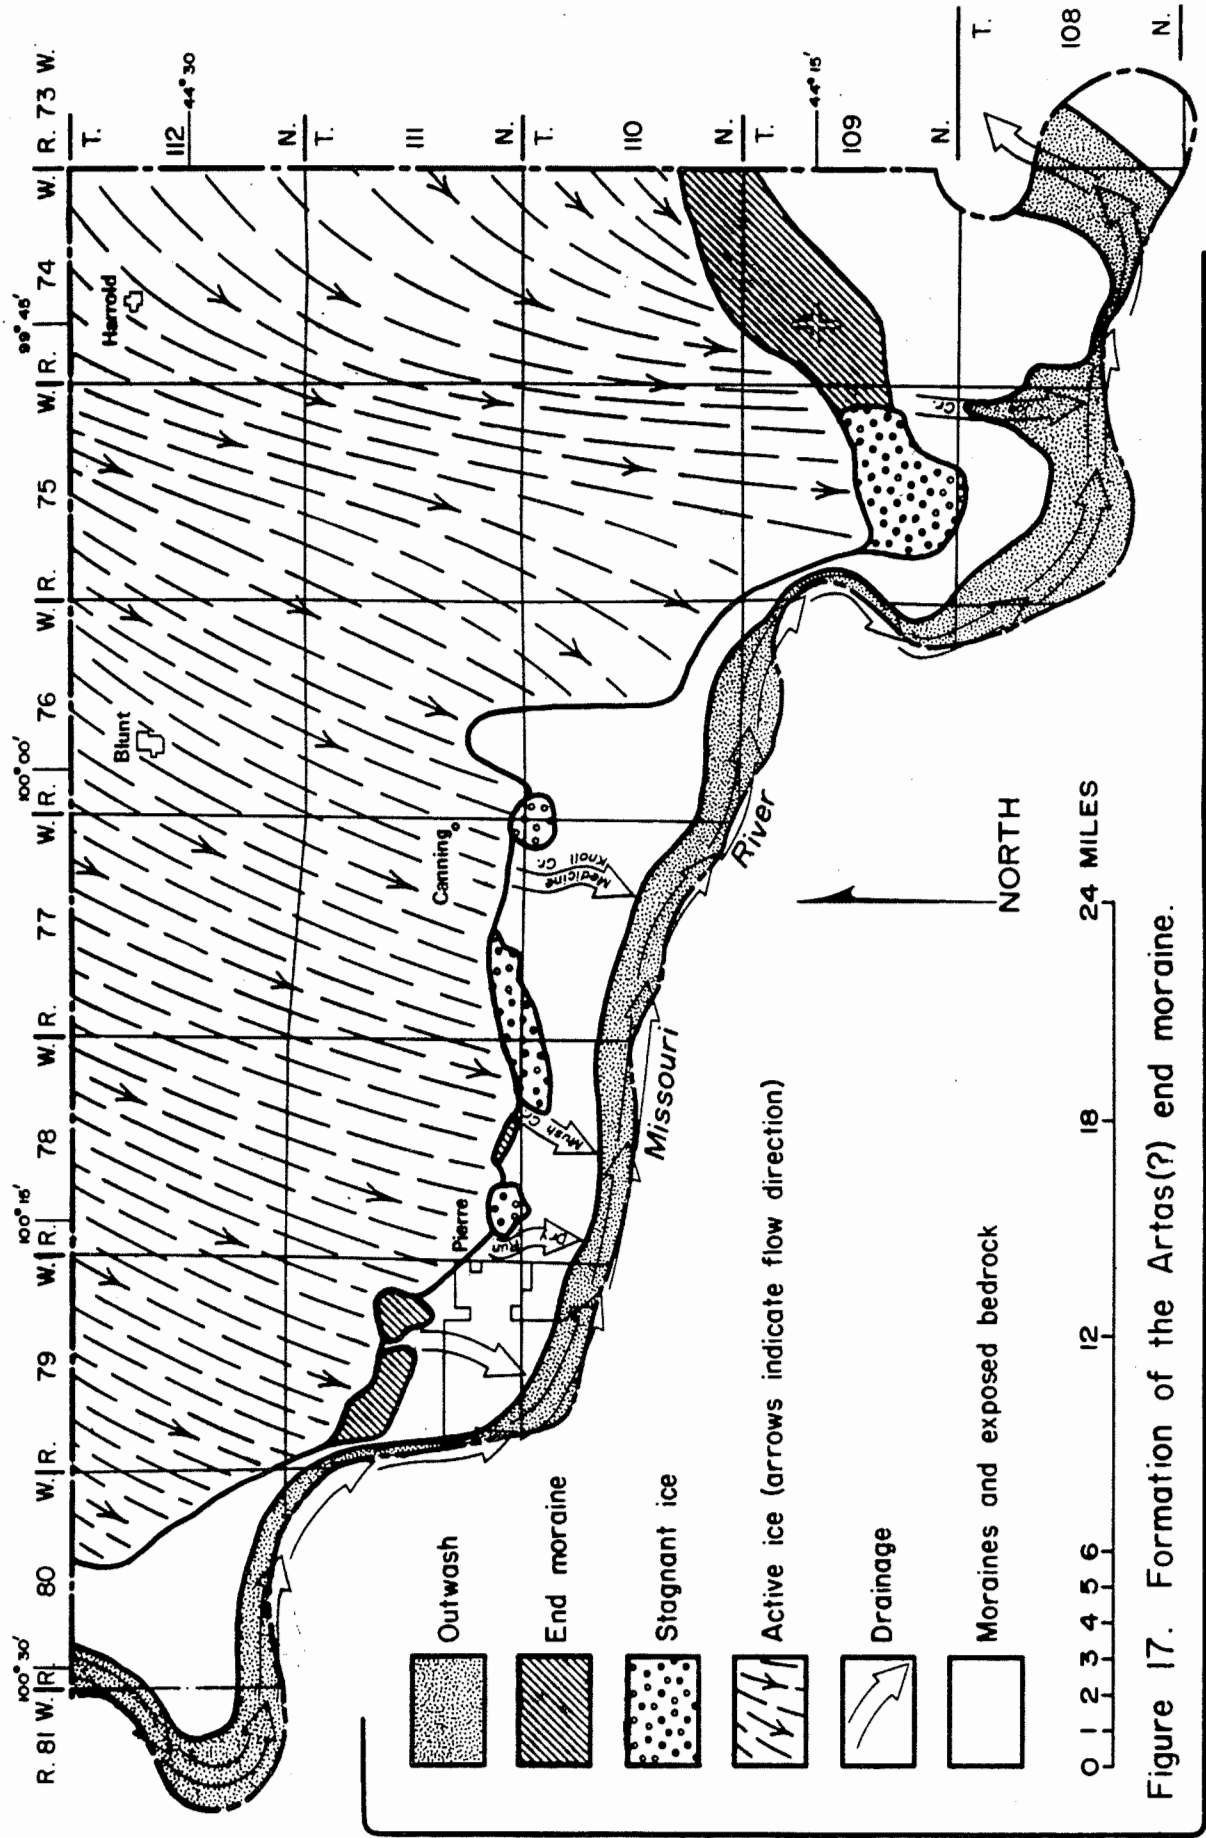 R. 81 W. R. 80 W. R. 79 W. R. 78 W. R. 77 W. R. 76 W. R. 75 W. R. 74 W. R. 73 W.
100° 30'
100° 15'
100° 00'
99° 45'
T.
112
44° 30
N.
T.
111
N.
T.
110
N.
T.
44° 15'
109
N.
T.
108
N.
Harrold
Blunt
Canning
Pierre
Medicine
Knoll Cr.
Mush Cr.
Dry
Run
Cr.
Missouri River
NORTH
Outwash
End moraine
Stagnant ice
Active ice (arrows indicate flow direction)
Drainage
Moraines and exposed bedrock
0 1 2 3 4 5 6 12 18 24 MILES
Figure 17. Formation of the Artas(?) end moraine.